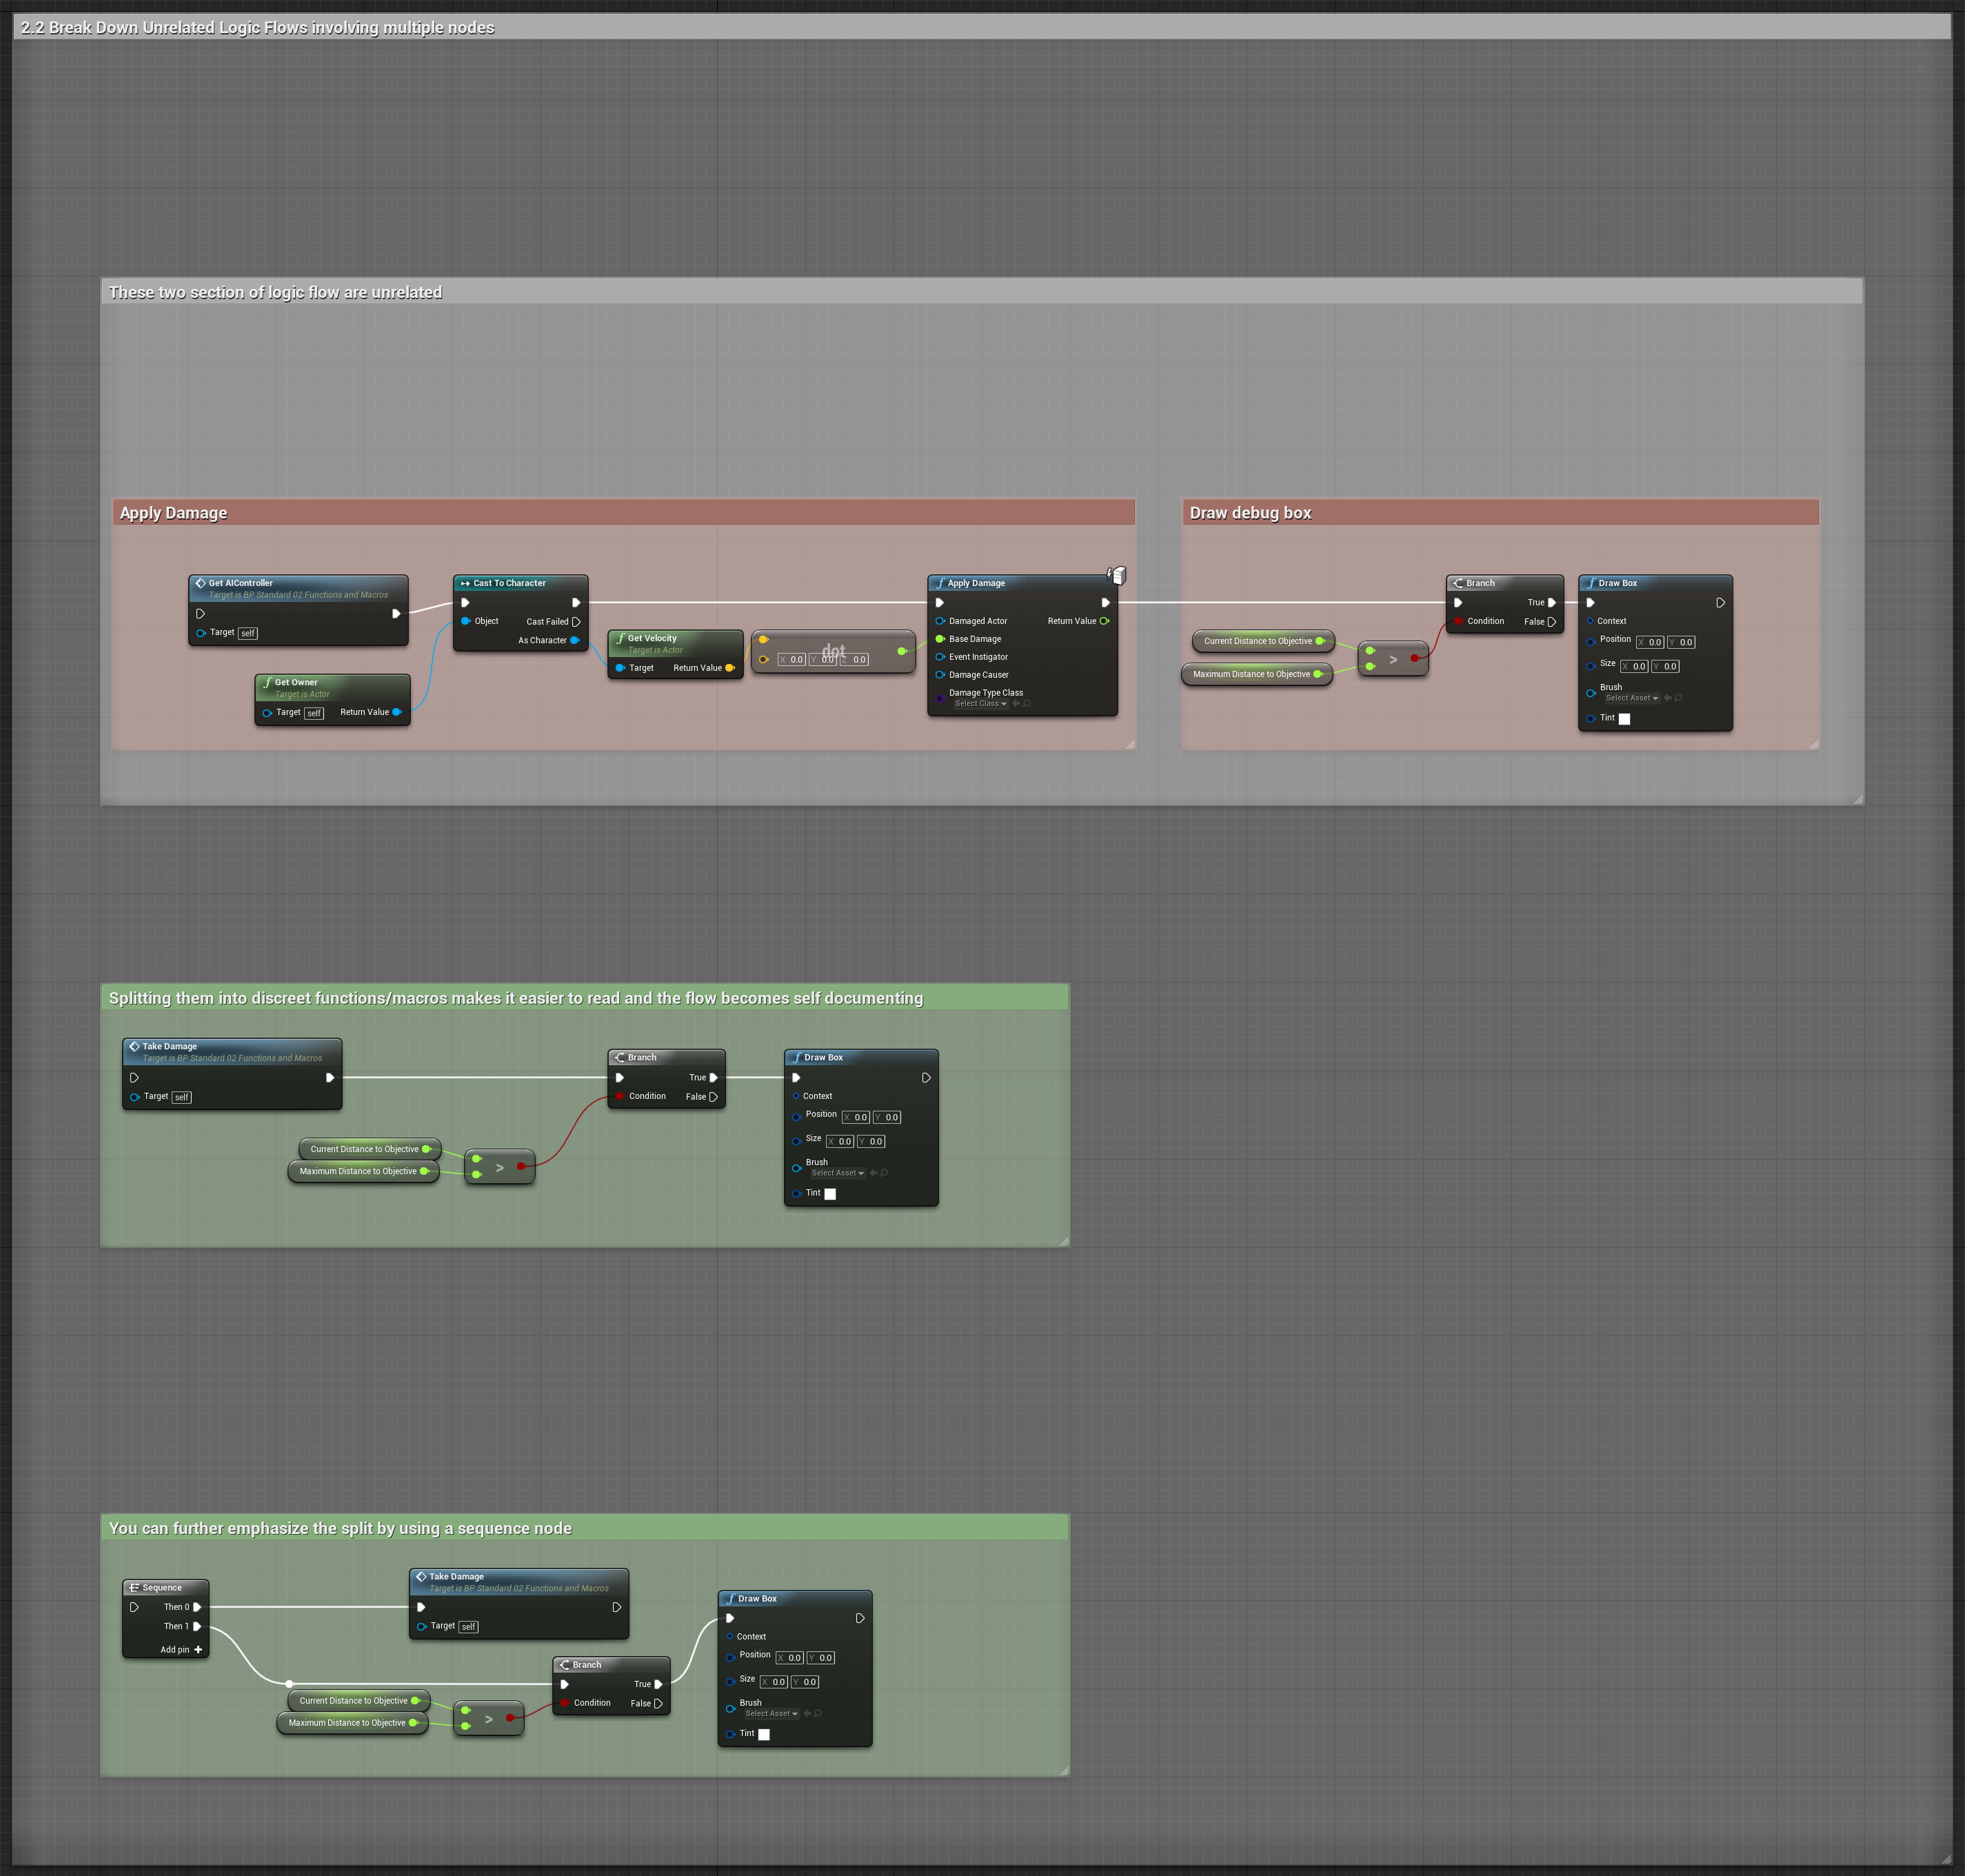 2.2 Break Down Unrelated Logic Flows involving multiple nodes
These two section of logic flow are unrelated
Apply Damage
Get AIController
Target is BP Standard 02 Functions and Macros
Target self
Get Owner
Target is Actor
Target self Return Value
Cast To Character
Object Cast Failed
As Character
Get Velocity
Target is Actor
Target Return Value
dot
X 0.0 Y 0.0 Z 0.0
Apply Damage
Damaged Actor Return Value
Base Damage
Event Instigator
Damage Causer
Damage Type Class
Select Class
Draw debug box
Current Distance to Objective
Maximum Distance to Objective
>
Branch
True
Condition False
Draw Box
Context
Position X 0.0 Y 0.0
Size X 0.0 Y 0.0
Brush
Select Asset
Tint
Splitting them into discreet functions/macros makes it easier to read and the flow becomes self documenting
Take Damage
Target is BP Standard 02 Functions and Macros
Target self
Current Distance to Objective
Maximum Distance to Objective
>
Branch
True
Condition False
Draw Box
Context
Position X 0.0 Y 0.0
Size X 0.0 Y 0.0
Brush
Select Asset
Tint
You can further emphasize the split by using a sequence node
Sequence
Then 0
Then 1
Add pin +
Take Damage
Target is BP Standard 02 Functions and Macros
Target self
Current Distance to Objective
Maximum Distance to Objective
>
Branch
True
Condition False
Draw Box
Context
Position X 0.0 Y 0.0
Size X 0.0 Y 0.0
Brush
Select Asset
Tint